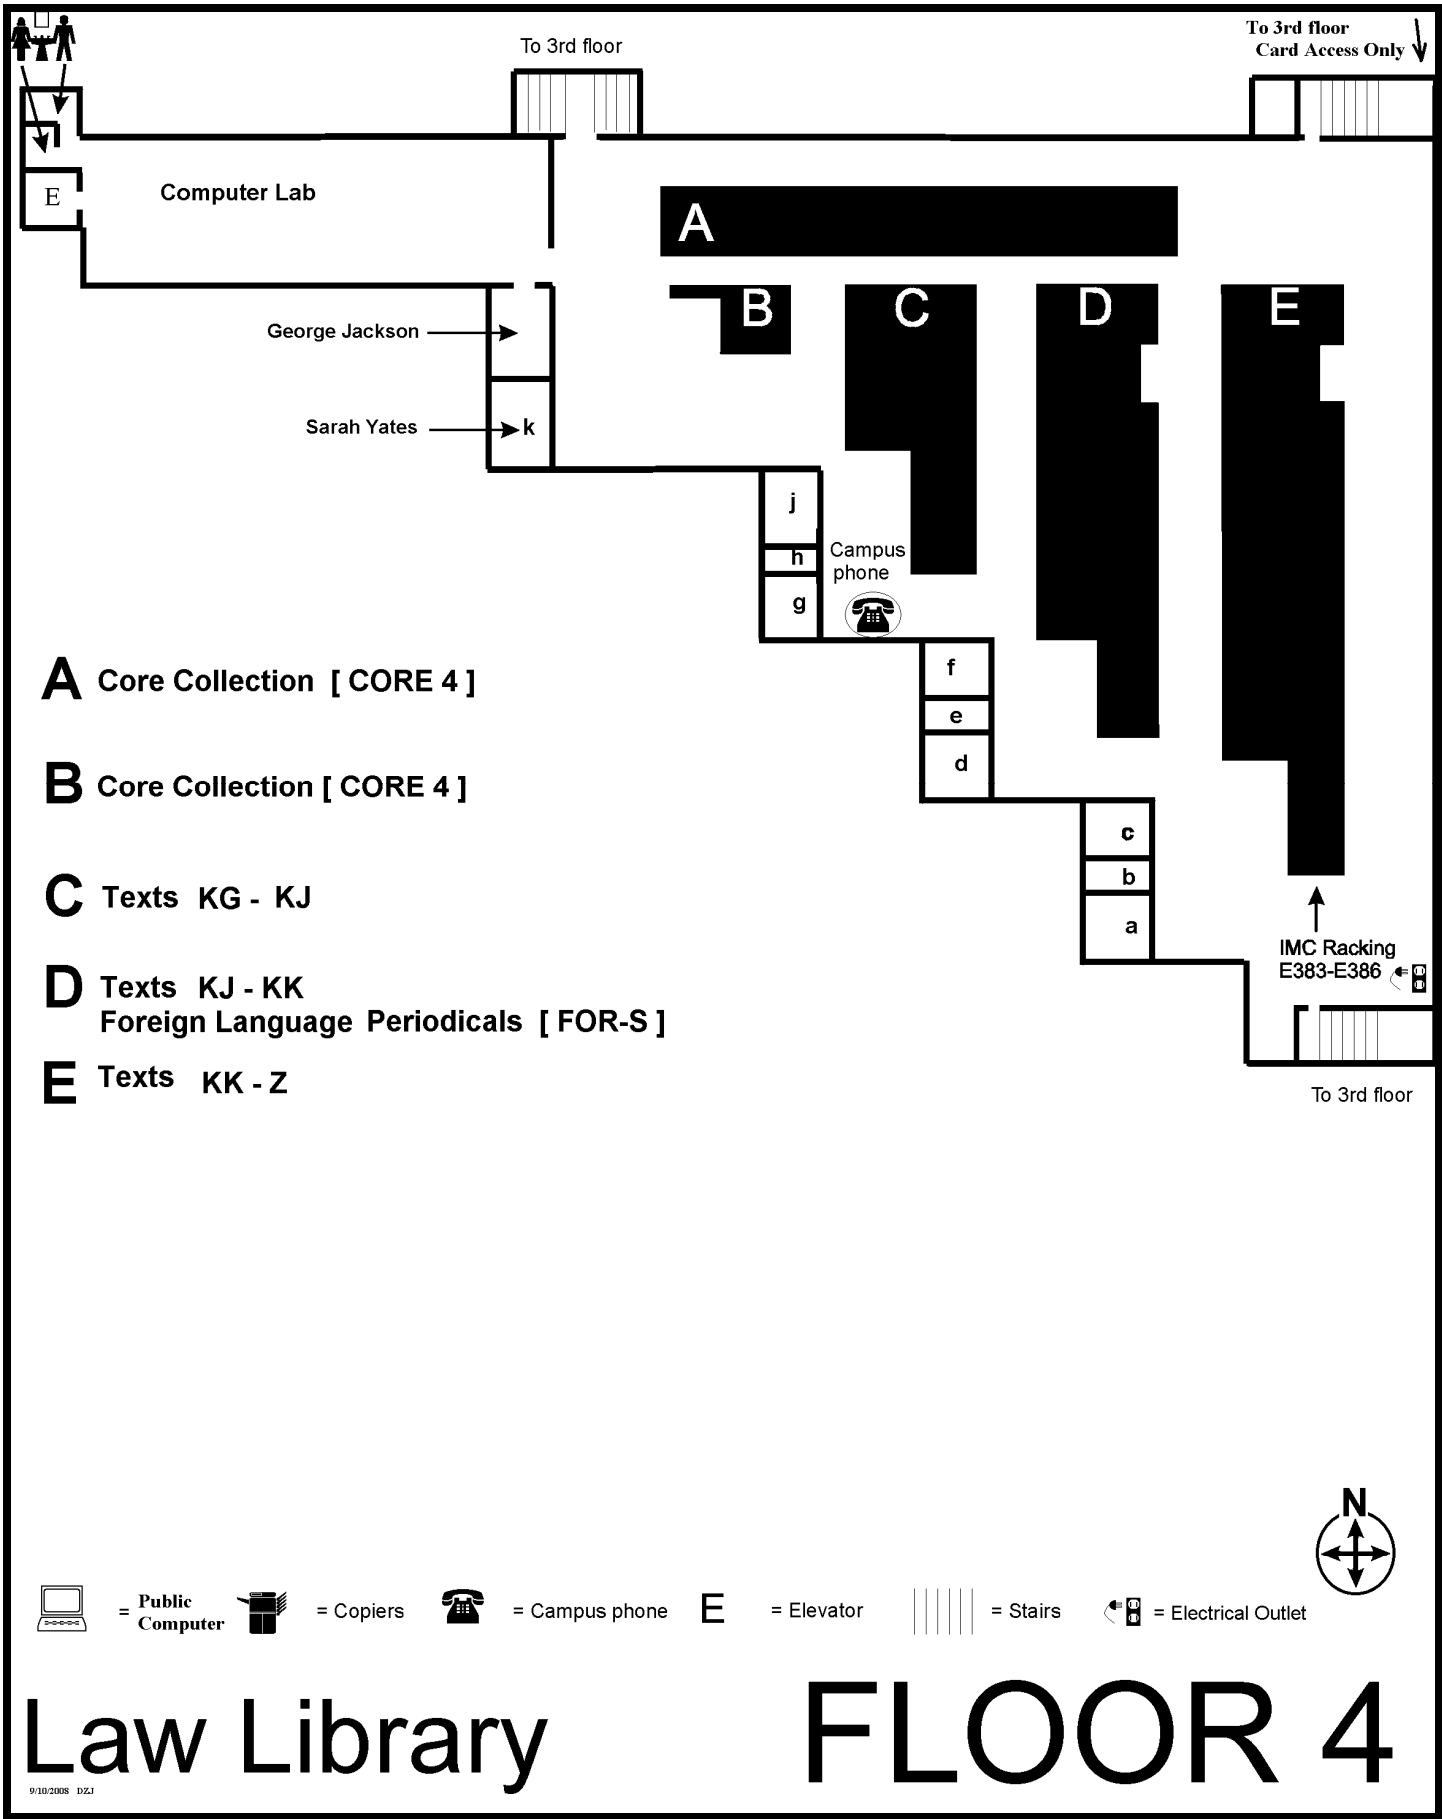 To 3rd floor
To 3rd floor
Card Access Only
E
Computer Lab
A
B
C
D
E
George Jackson
Sarah Yates
k
j
h
g
Campus
phone
f
e
d
c
b
a
IMC Racking
E383-E386
To 3rd floor
A Core Collection [ CORE 4 ]
B Core Collection [ CORE 4 ]
C Texts KG - KJ
D Texts KJ - KK
Foreign Language Periodicals [ FOR-S ]
E Texts KK - Z
N
= Public
Computer
= Copiers
= Campus phone
E = Elevator
= Stairs
= Electrical Outlet
Law Library
FLOOR 4
9/10/2008 DZJ